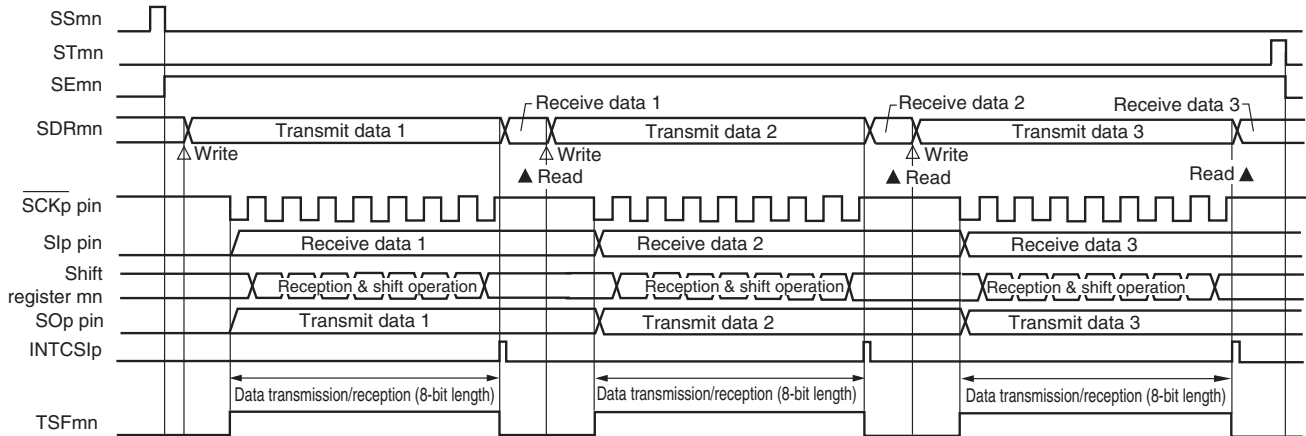 SSmn
STmn
SEmn
Receive data 1
Receive data 2
Receive data 3
SDRmn
Transmit data 1
Transmit data 2
Transmit data 3
△Write
△Write
△Write
▲ Read
▲ Read
Read ▲
SCKp pin
SIp pin
Receive data 1
Receive data 2
Receive data 3
Shift
register mn
Reception & shift operation
Reception & shift operation
Reception & shift operation
SOp pin
Transmit data 1
Transmit data 2
Transmit data 3
INTCSIp
Data transmission/reception (8-bit length)
Data transmission/reception (8-bit length)
Data transmission/reception (8-bit length)
TSFmn